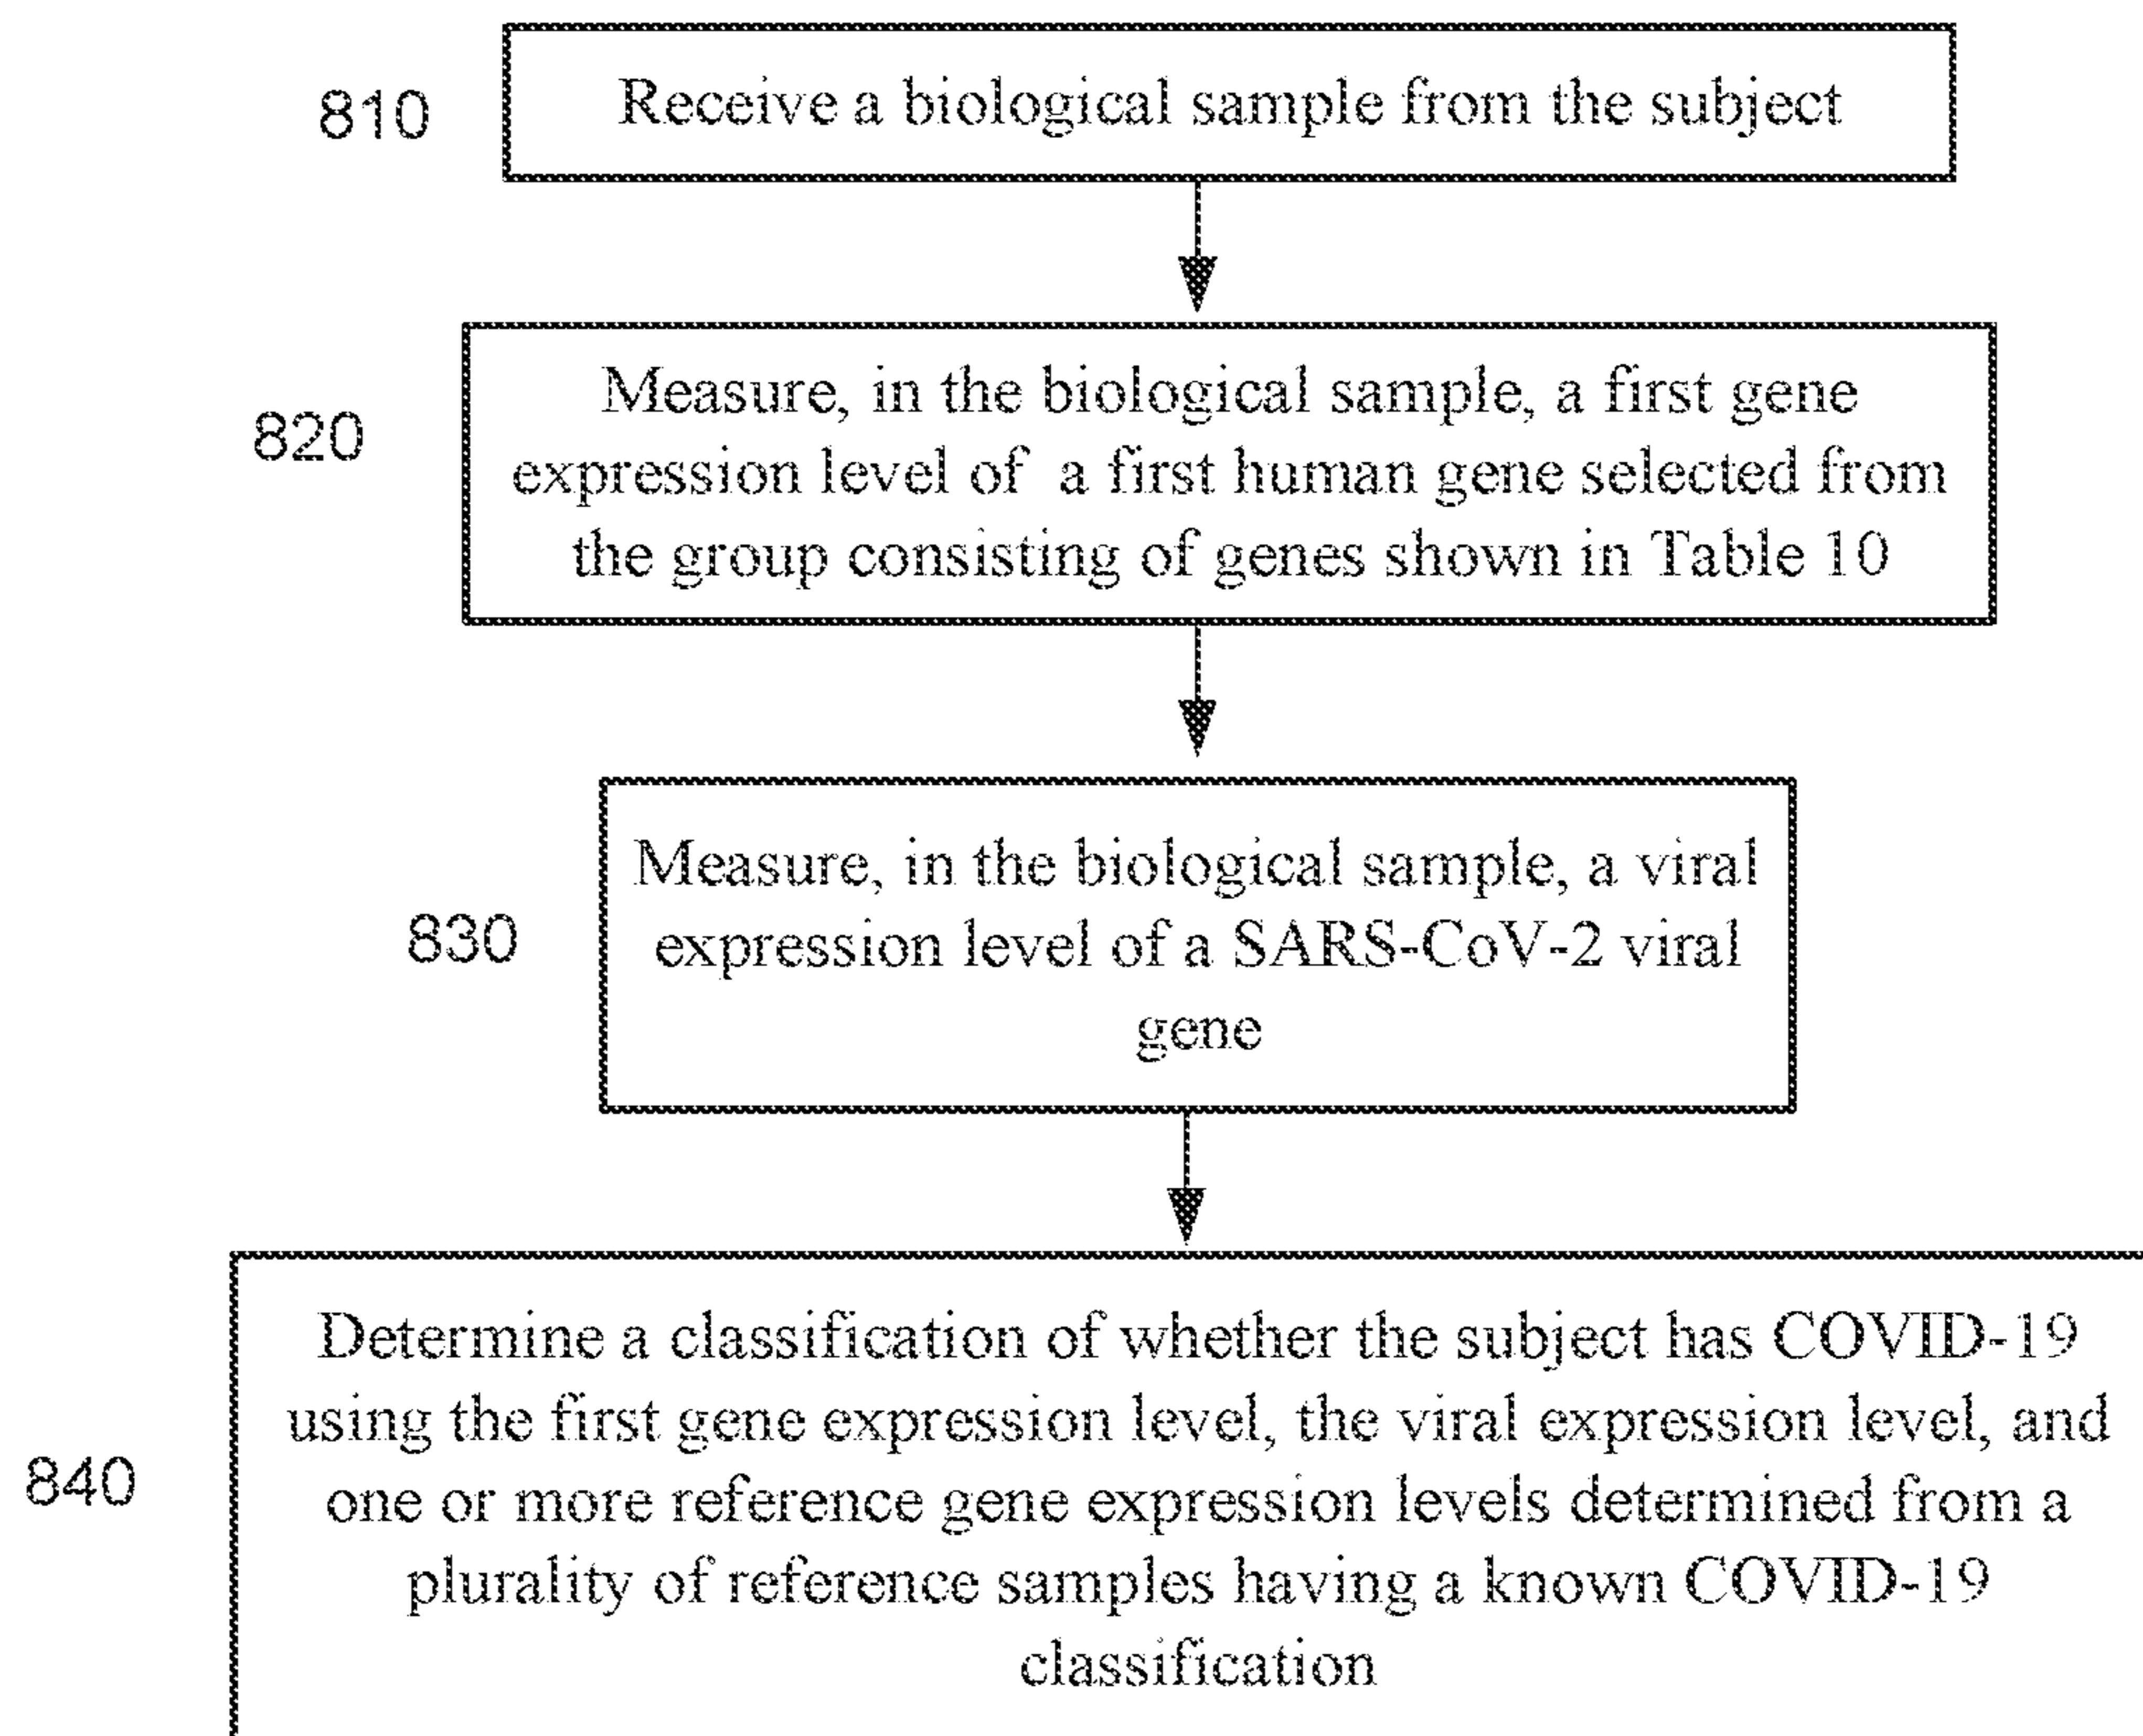 810
Receive a biological sample from the subject
820
Measure, in the biological sample, a first gene
expression level of a first human gene selected from
the group consisting of genes shown in Table 10
830
Measure, in the biological sample, a viral
expression level of a SARS-CoV-2 viral
gene
840
Determine a classification of whether the subject has COVID-19
using the first gene expression level, the viral expression level, and
one or more reference gene expression levels determined from a
plurality of reference samples having a known COVID-19
classification